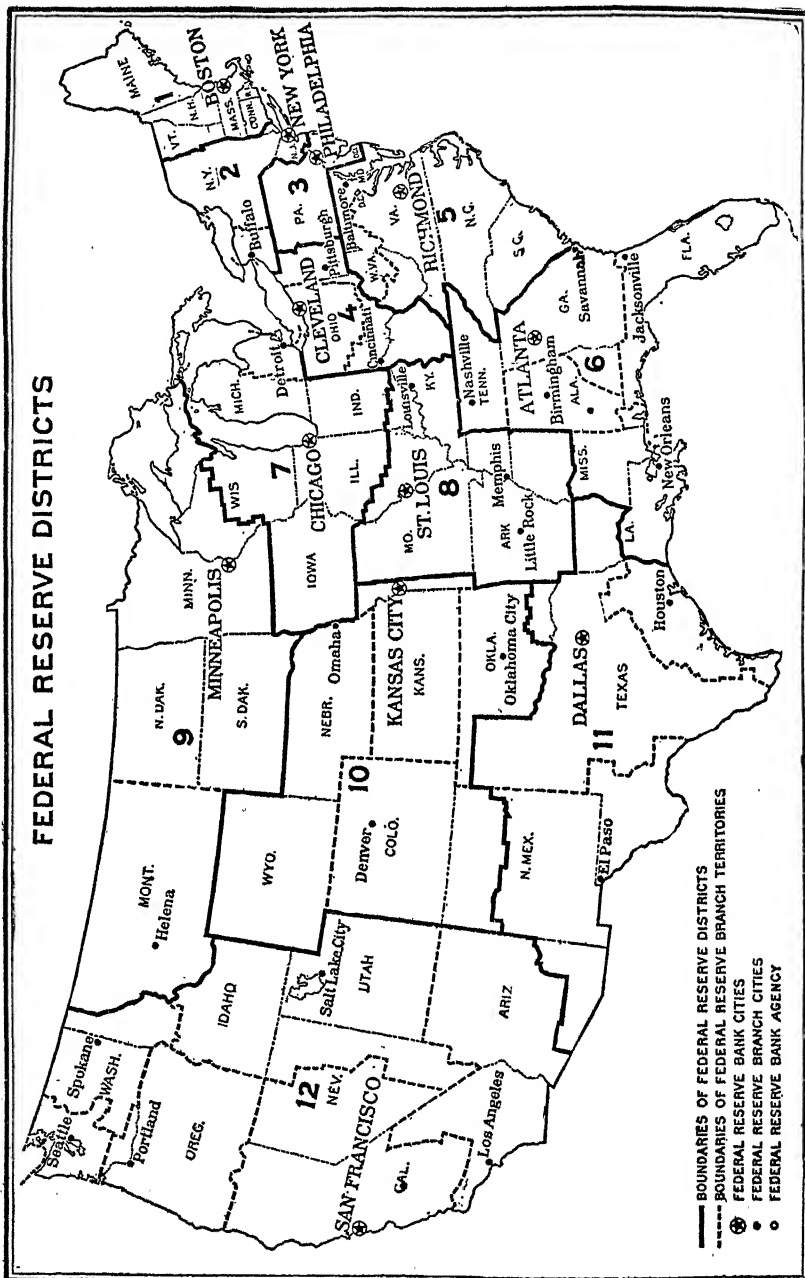 FEDERAL RESERVE DISTRICTS
MAINE
1
VT.
N.H.
BOSTON
MASS.
CONN.
R.I.
N.Y.
2
Buffalo
NEW YORK
N.J.
PHILADELPHIA
PA.
3
Pittsburgh
Baltimore
MD
DEL
D.C.
W.VA.
VA.
RICHMOND
5
N.C.
S.C.
CLEVELAND
OHIO
4
Cincinnati
MICH.
Detroit
WIS
7
CHICAGO
ILL.
IND.
IOWA
Louisville
KY.
MO.
ST. LOUIS
8
Memphis
ARK
Little Rock
Nashville
TENN.
ATLANTA
Birmingham
ALA.
6
GA.
Savannah
Jacksonville
FLA.
MISS.
LA.
New Orleans
MINN.
MINNEAPOLIS
N. DAK.
9
S. DAK.
MONT.
Helena
NEBR.
Omaha
KANSAS CITY
KANS.
10
WYO.
Denver
COLO.
OKLA.
Oklahoma City
DALLAS
TEXAS
11
Houston
N. MEX.
El Paso
Seattle
Spokane
WASH.
Portland
OREG.
IDAHO
Salt Lake City
UTAH
ARIZ
12
NEV.
SAN FRANCISCO
CAL.
Los Angeles
BOUNDARIES OF FEDERAL RESERVE DISTRICTS
BOUNDARIES OF FEDERAL RESERVE BRANCH TERRITORIES
FEDERAL RESERVE BANK CITIES
FEDERAL RESERVE BRANCH CITIES
FEDERAL RESERVE BANK AGENCY